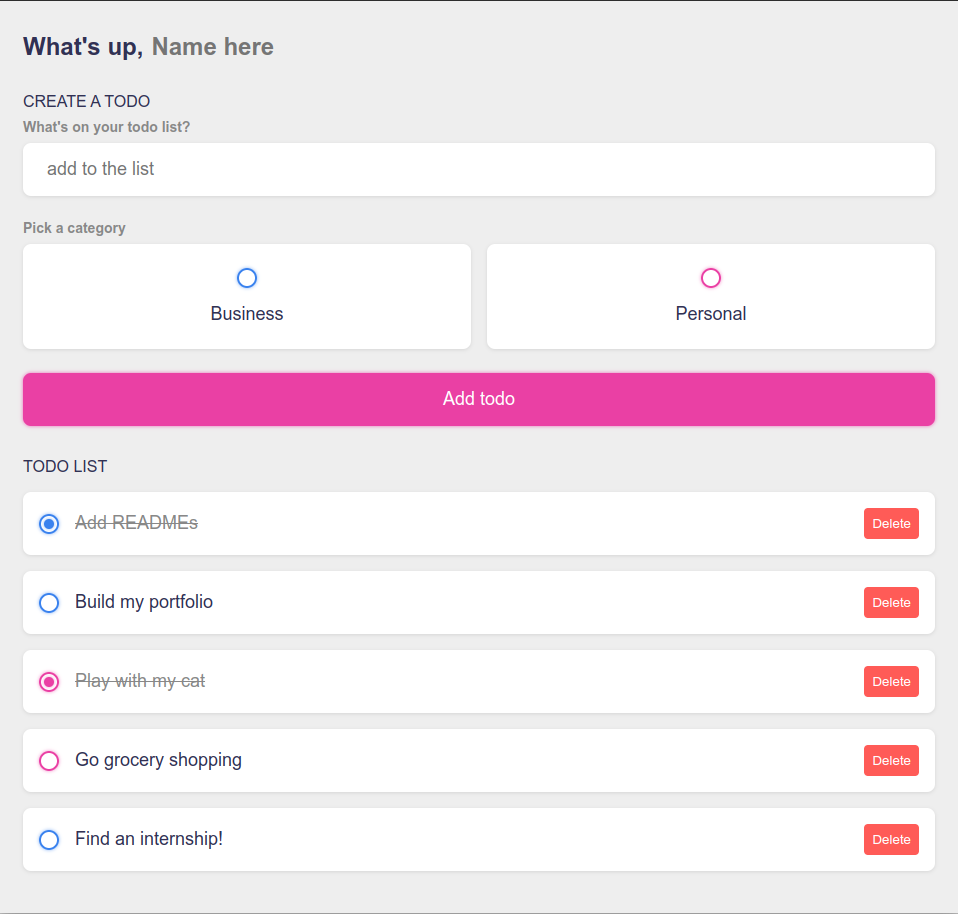 What's up, Name here
CREATE A TODO
What's on your todo list?
add to the list
Pick a category
Business
Personal
Add todo
TODO LIST
Add READMEs
Delete
Build my portfolio
Delete
Play with my cat
Delete
Go grocery shopping
Delete
Find an internship!
Delete